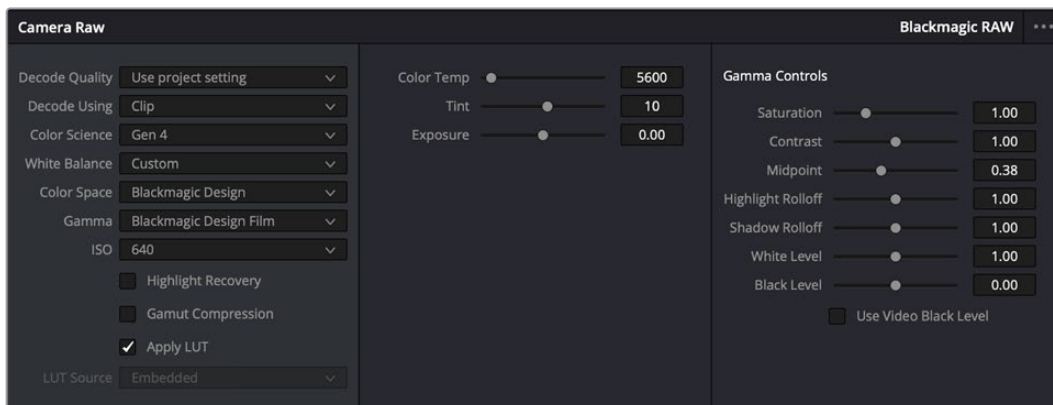 Camera Raw
Blackmagic RAW
Decode Quality Use project setting
Decode Using Clip
Color Science Gen 4
White Balance Custom
Color Space Blackmagic Design
Gamma Blackmagic Design Film
ISO 640
Highlight Recovery
Gamut Compression
Apply LUT
LUT Source Embedded
Color Temp 5600
Tint 10
Exposure 0.00
Gamma Controls
Saturation 1.00
Contrast 1.00
Midpoint 0.38
Highlight Rolloff 1.00
Shadow Rolloff 1.00
White Level 1.00
Black Level 0.00
Use Video Black Level